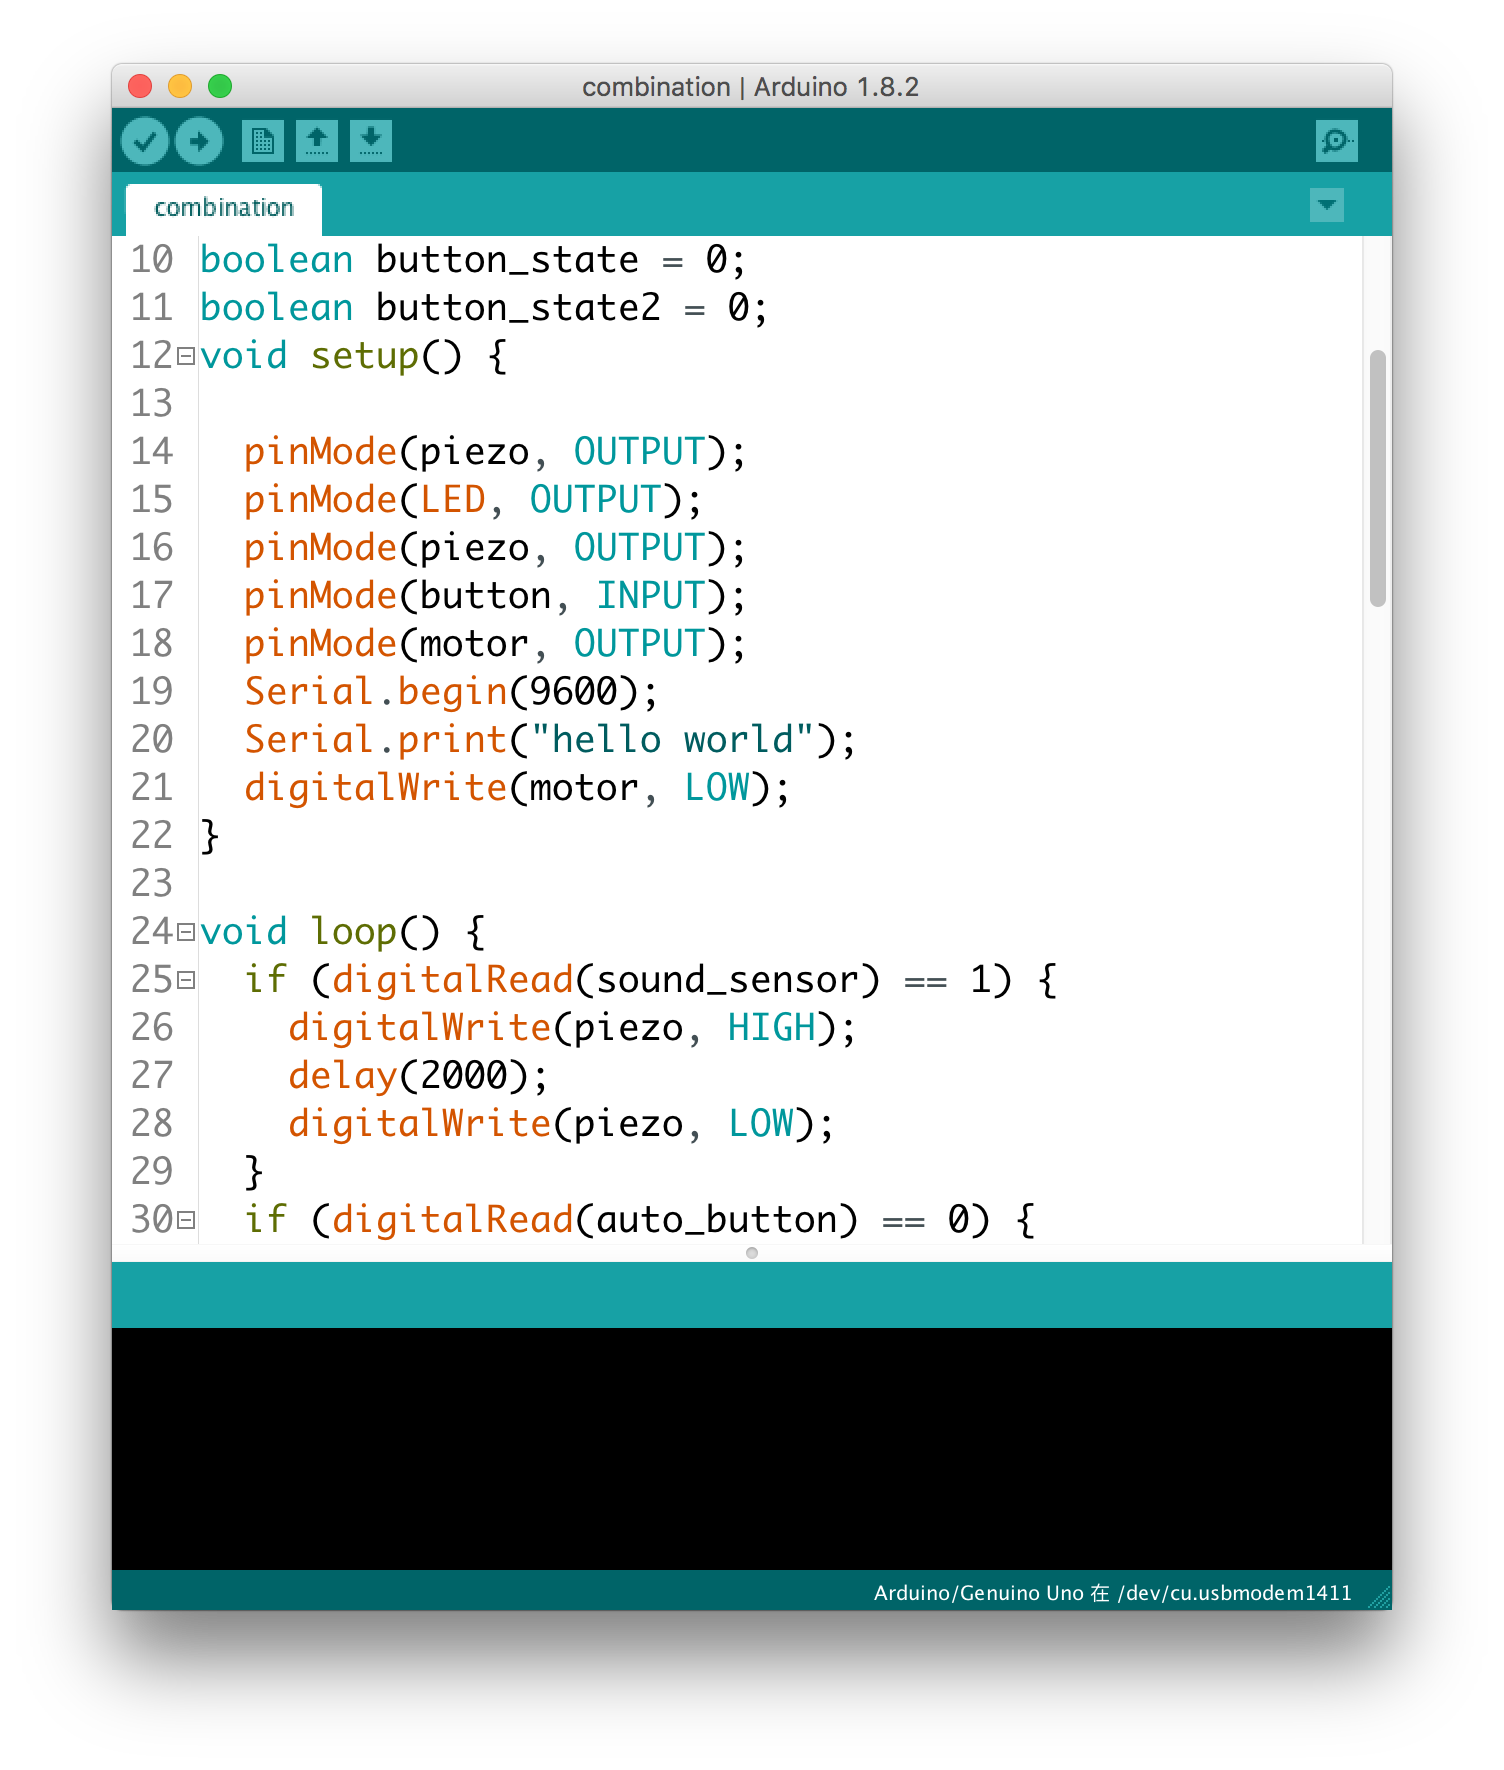 combination | Arduino 1.8.2
combination
10 boolean button_state = 0;
11 boolean button_state2 = 0;
12 void setup() {
13
14   pinMode(piezo, OUTPUT);
15   pinMode(LED, OUTPUT);
16   pinMode(piezo, OUTPUT);
17   pinMode(button, INPUT);
18   pinMode(motor, OUTPUT);
19   Serial.begin(9600);
20   Serial.print("hello world");
21   digitalWrite(motor, LOW);
22 }
23
24 void loop() {
25   if (digitalRead(sound_sensor) == 1) {
26     digitalWrite(piezo, HIGH);
27     delay(2000);
28     digitalWrite(piezo, LOW);
29   }
30   if (digitalRead(auto_button) == 0) {
Arduino/Genuino Uno 在 /dev/cu.usbmodem1411